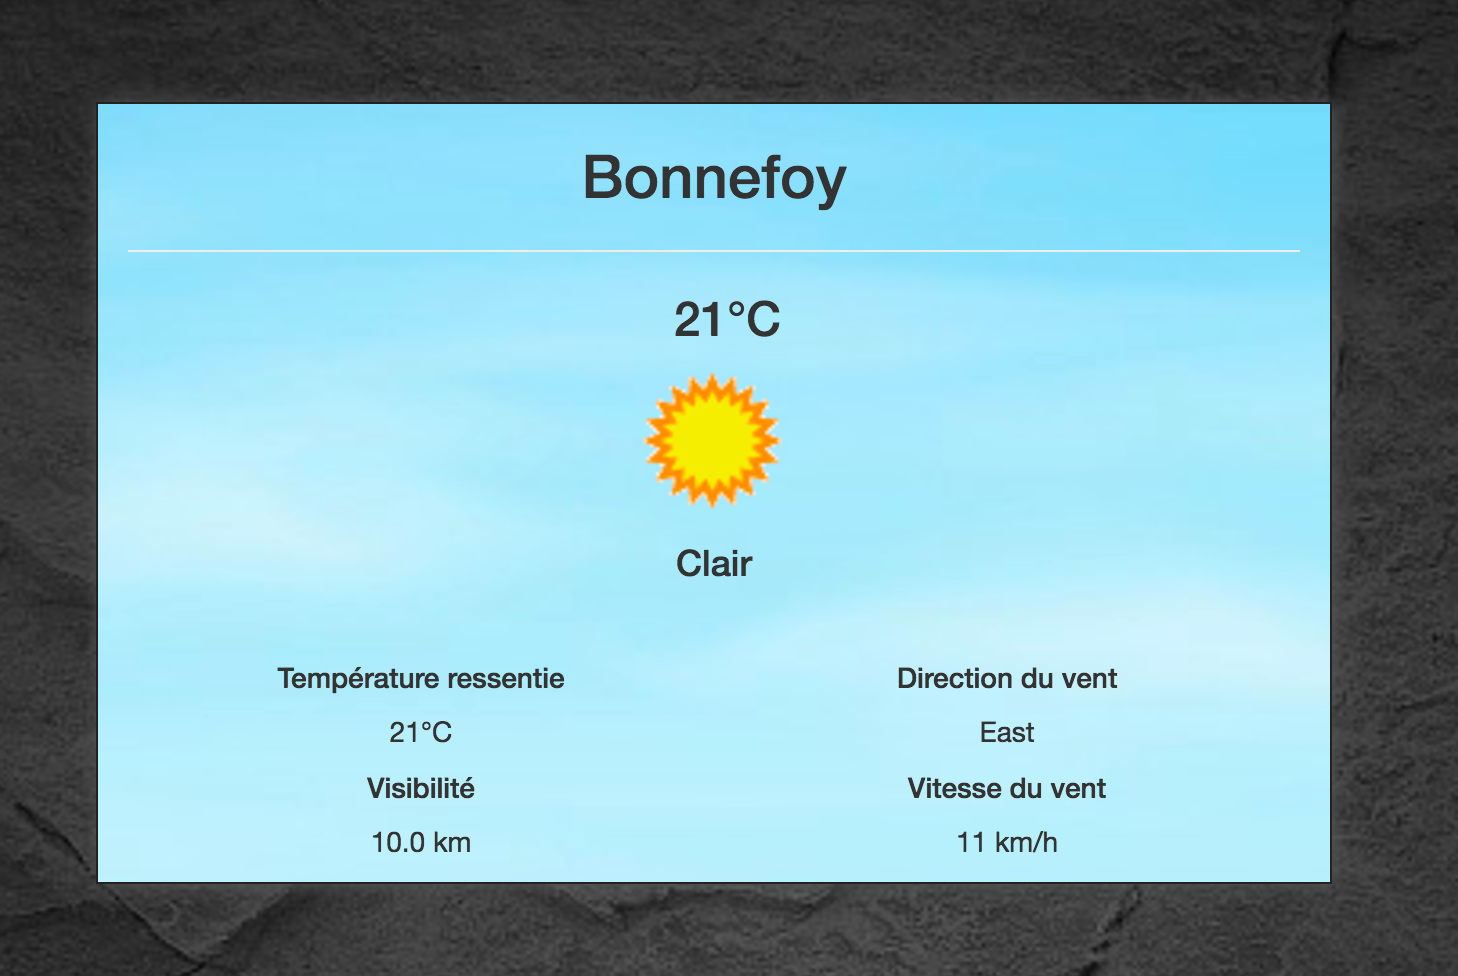 Bonnefoy
21°C
Clair
Température ressentie
21°C
Visibilité
10.0 km
Direction du vent
East
Vitesse du vent
11 km/h